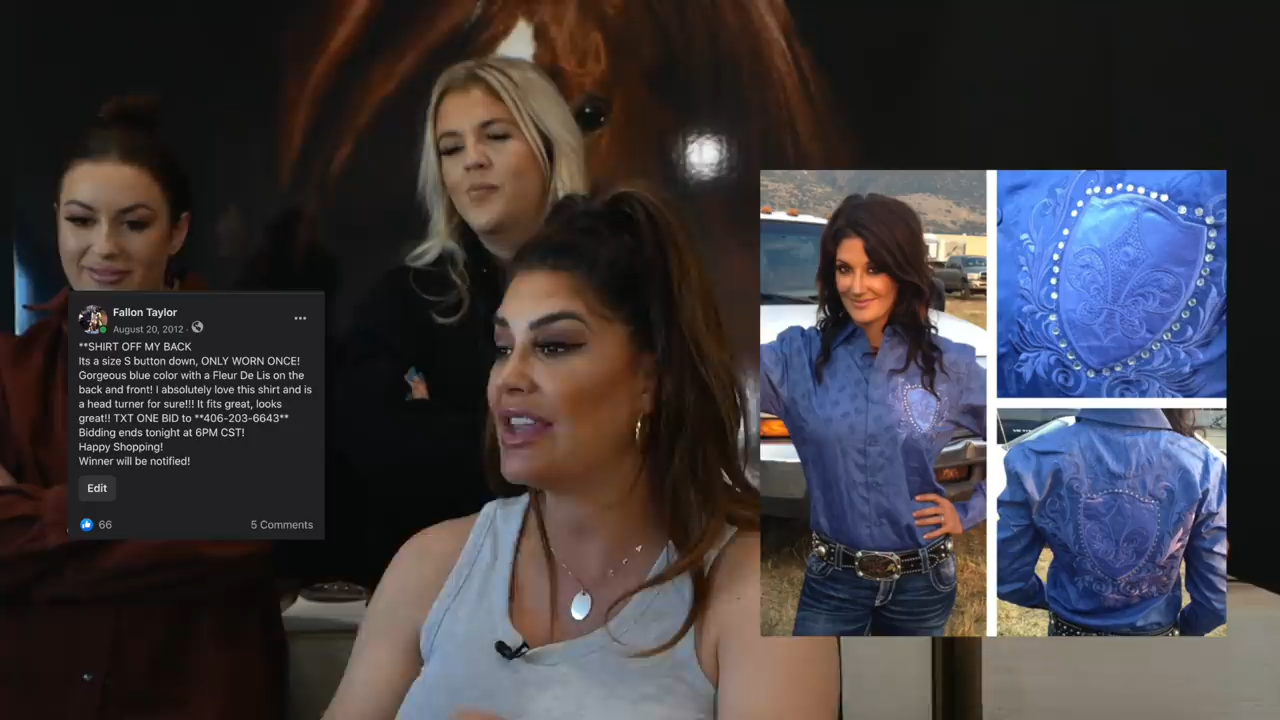 Fallon Taylor
August 20, 2012 ·
**SHIRT OFF MY BACK
Its a size S button down, ONLY WORN ONCE!
Gorgeous blue color with a Fleur De Lis on the
back and front! I absolutely love this shirt and is
a head turner for sure!!! It fits great, looks
great!! TXT ONE BID to **406-203-6643**
Bidding ends tonight at 6PM CST!
Happy Shopping!
Winner will be notified!
Edit
66
5 Comments